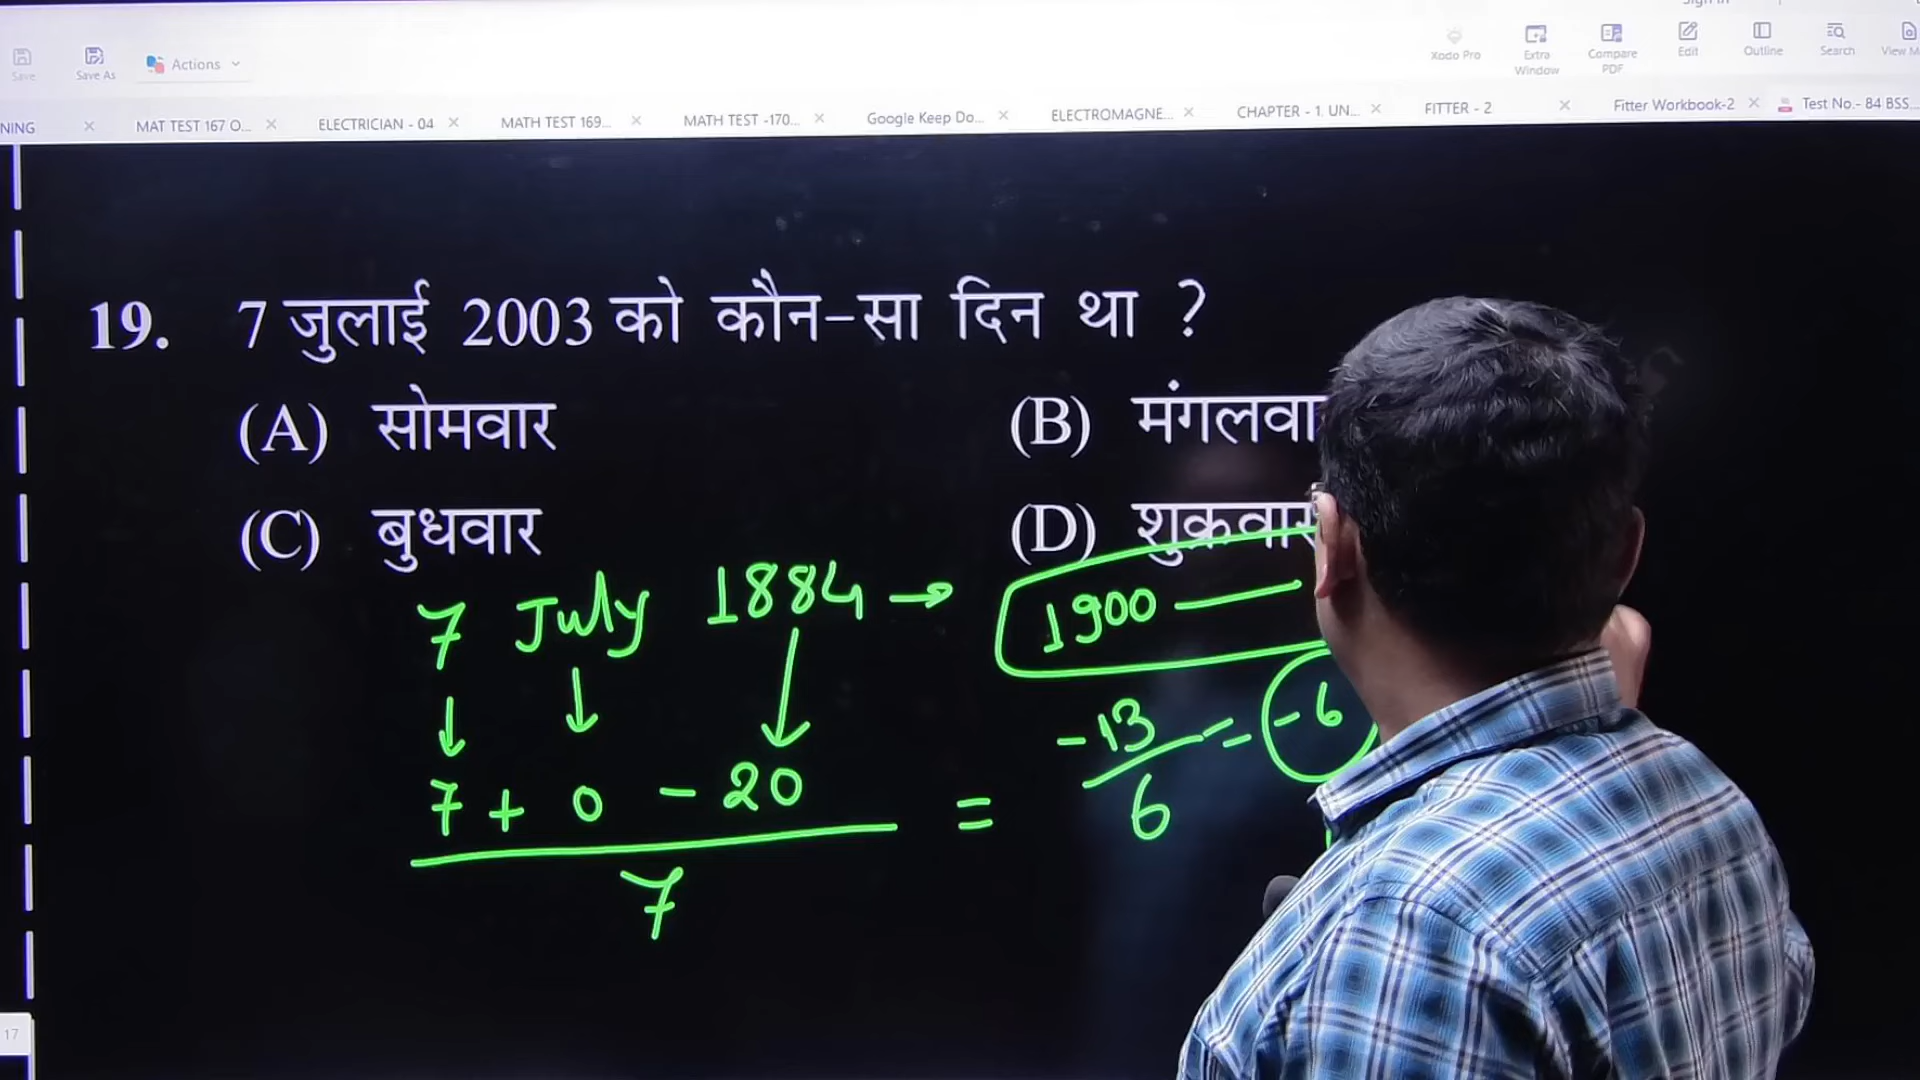 Save
Save As
Actions
Xodo Pro
Extra Window
Compare PDF
Edit
Outline
Search
View M
NING
MAT TEST 167 O...
ELECTRICIAN - 04
MATH TEST 169...
MATH TEST -170...
Google Keep Do...
ELECTROMAGNE...
CHAPTER - 1. UN...
FITTER - 2
Fitter Workbook-2
Test No.- 84 BSS...
19. 7 जुलाई 2003 को कौन-सा दिन था ?
(A) सोमवार
(B) मंगलवा
(C) बुधवार
(D) शुक्रवार
7 July 1884 → 1900 —
7 + 0 - 20 = -13 = -6
7
6
17